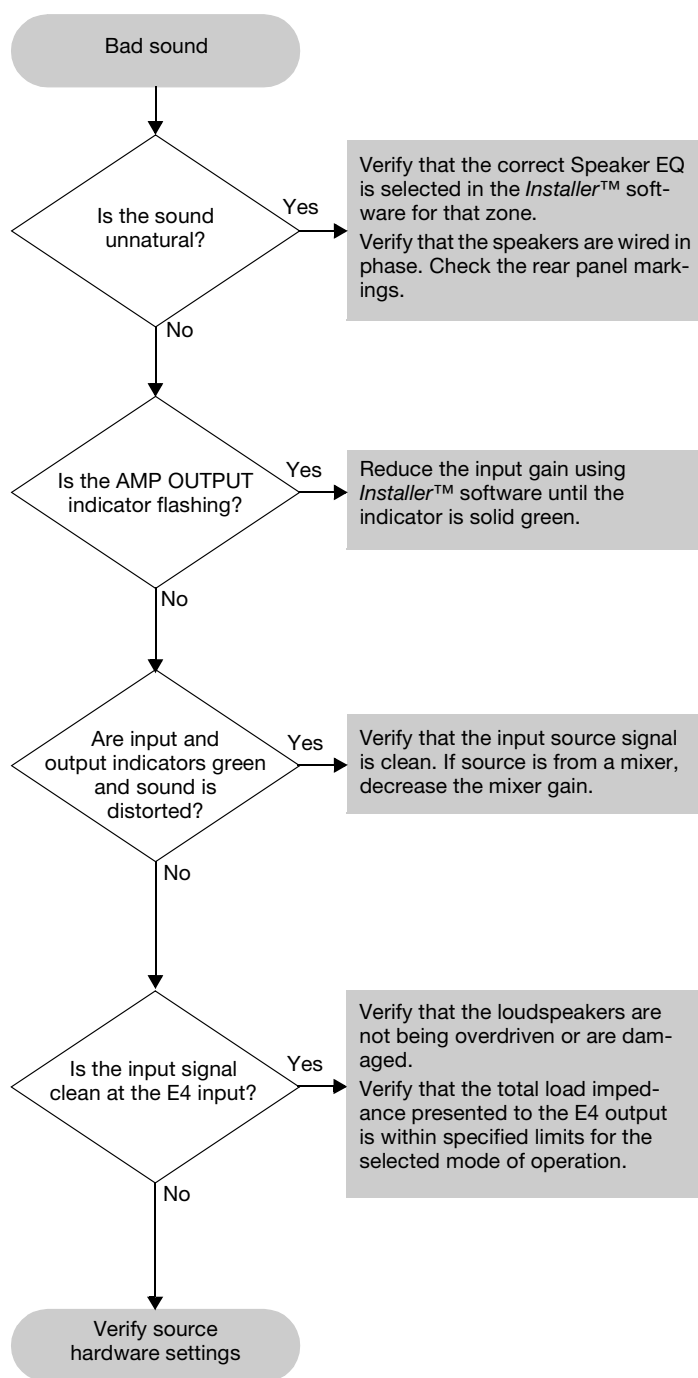 Bad sound
Is the sound
unnatural?
Yes
Verify that the correct Speaker EQ
is selected in the Installer™ soft-
ware for that zone.
Verify that the speakers are wired in
phase. Check the rear panel mark-
ings.
No
Is the AMP OUTPUT
indicator flashing?
Yes
Reduce the input gain using
Installer™ software until the
indicator is solid green.
No
Are input and
output indicators green
and sound is
distorted?
Yes
Verify that the input source signal
is clean. If source is from a mixer,
decrease the mixer gain.
No
Is the input signal
clean at the E4 input?
Yes
Verify that the loudspeakers are
not being overdriven or are dam-
aged.
Verify that the total load imped-
ance presented to the E4 output
is within specified limits for the
selected mode of operation.
No
Verify source
hardware settings